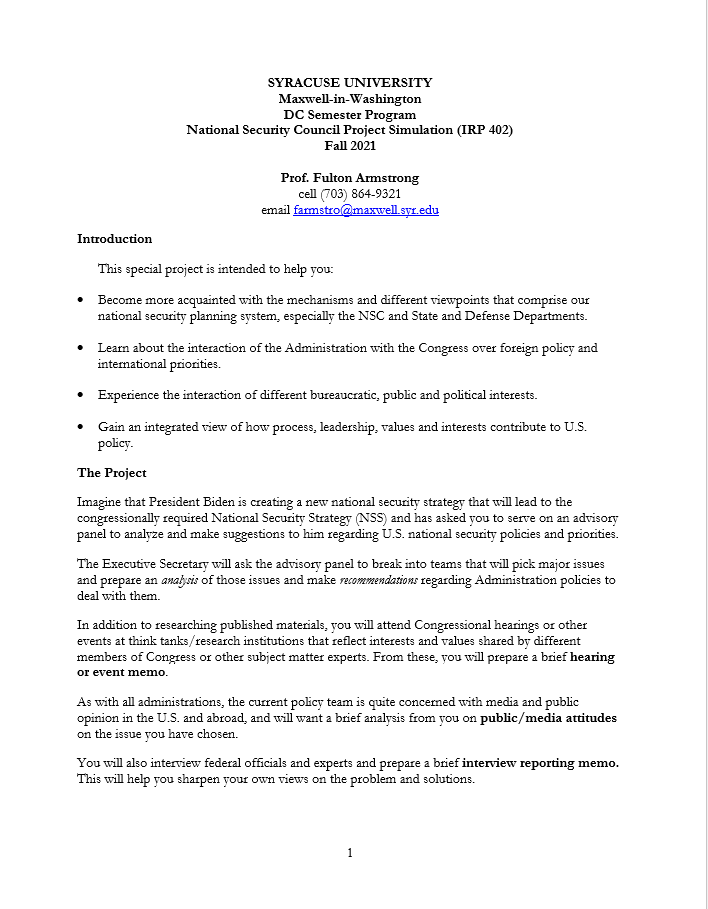 SYRACUSE UNIVERSITY
Maxwell-in-Washington
DC Semester Program
National Security Council Project Simulation (IRP 402)
Fall 2021
Prof. Fulton Armstrong
cell (703) 864-9321
email farmstro@maxwell.syr.edu
Introduction
This special project is intended to help you:
• Become more acquainted with the mechanisms and different viewpoints that comprise our
national security planning system, especially the NSC and State and Defense Departments.
• Learn about the interaction of the Administration with the Congress over foreign policy and
international priorities.
• Experience the interaction of different bureaucratic, public and political interests.
• Gain an integrated view of how process, leadership, values and interests contribute to U.S.
policy.
The Project
Imagine that President Biden is creating a new national security strategy that will lead to the
congressionally required National Security Strategy (NSS) and has asked you to serve on an advisory
panel to analyze and make suggestions to him regarding U.S. national security policies and priorities.
The Executive Secretary will ask the advisory panel to break into teams that will pick major issues
and prepare an analysis of those issues and make recommendations regarding Administration policies to
deal with them.
In addition to researching published materials, you will attend Congressional hearings or other
events at think tanks/research institutions that reflect interests and values shared by different
members of Congress or other subject matter experts. From these, you will prepare a brief hearing
or event memo.
As with all administrations, the current policy team is quite concerned with media and public
opinion in the U.S. and abroad, and will want a brief analysis from you on public/media attitudes
on the issue you have chosen.
You will also interview federal officials and experts and prepare a brief interview reporting memo.
This will help you sharpen your own views on the problem and solutions.
1